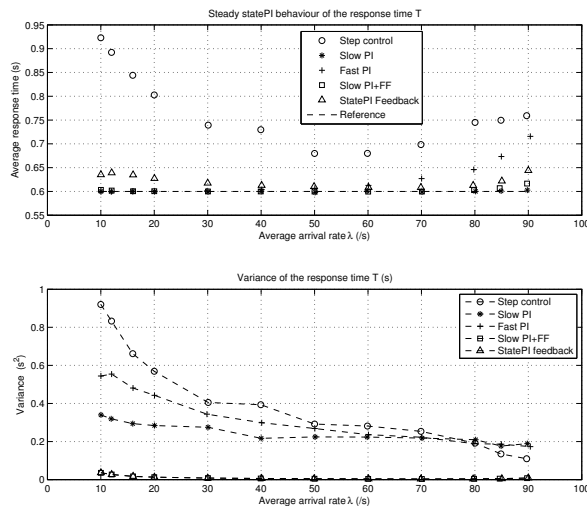 Steady statePI behaviour of the response time T
0.95
0.9
0.85
0.8
0.75
0.7
0.65
0.6
0.55
Average response time (s)
Step control
Slow PI
Fast PI
Slow PI+FF
StatePI Feedback
Reference
0 10 20 30 40 50 60 70 80 90 100
Average arrival rate λ (/s)
Variance of the response time T (s)
1
0.8
0.6
0.4
0.2
0
Variance (s²)
Step control
Slow PI
Fast PI
Slow PI+FF
StatePI feedback
0 10 20 30 40 50 60 70 80 90 100
Average arrival rate λ (/s)